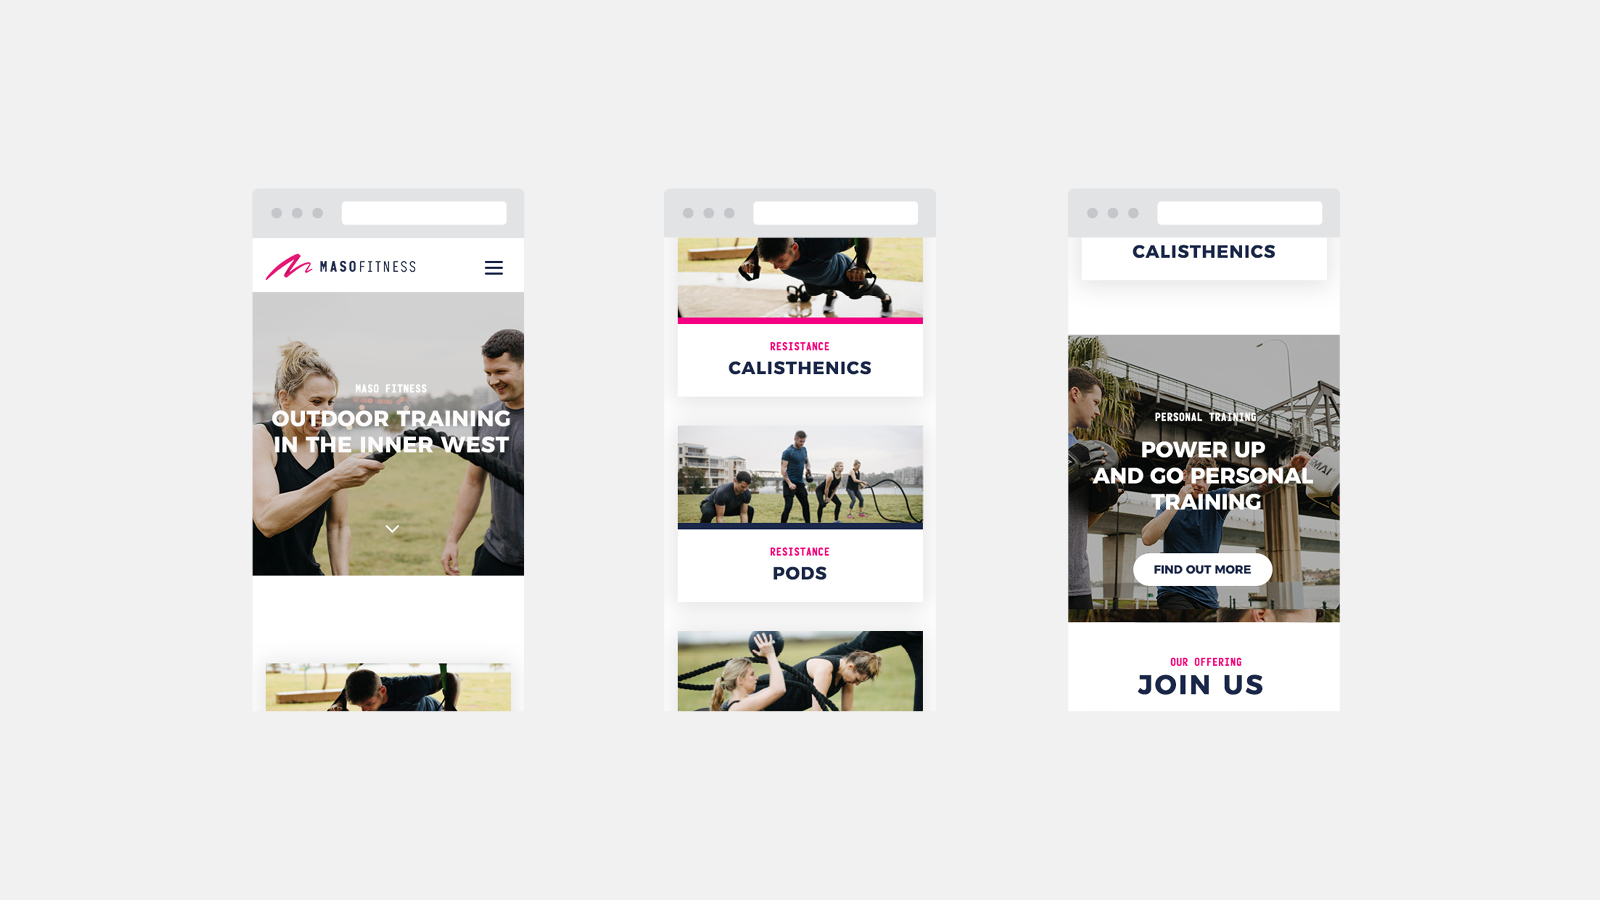 MASOFITNESS
MASO FITNESS
OUTDOOR TRAINING
IN THE INNER WEST
RESISTANCE
CALISTHENICS
RESISTANCE
PODS
CALISTHENICS
PERSONAL TRAINING
POWER UP
AND GO PERSONAL
TRAINING
MAI
FIND OUT MORE
OUR OFFERING
JOIN US